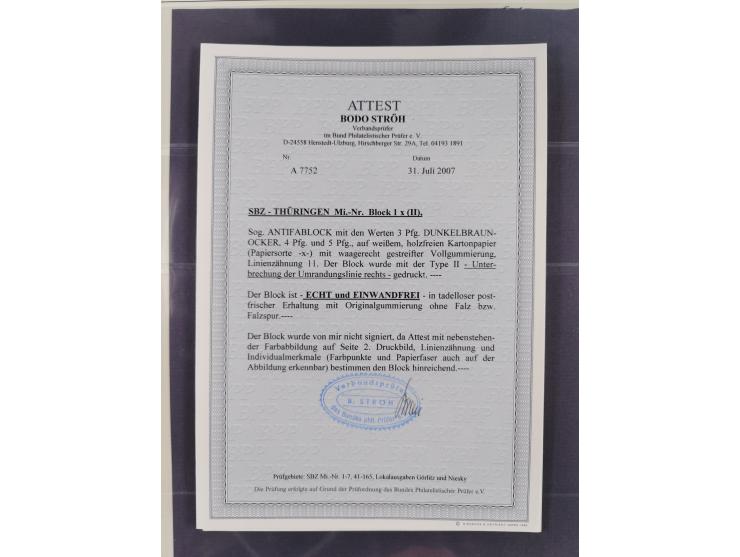 ATTEST
BODO STRÖH
Verbandsprüfer
im Bund Philatelistischer Prüfer e. V.
D-24558 Henstedt-Ulzburg, Hirschberger Str. 29A, Tel. 04193 1891
Nr. Datum
A 7752 31. Juli 2007
SBZ - THÜRINGEN Mi.-Nr. Block 1 x (II).
Sog. ANTIFABLOCK mit den Werten 3 Pfg. DUNKELBRAUN-
OCKER, 4 Pfg. und 5 Pfg., auf weißem, holzfreien Kartonpapier
(Papiersorte -x-) mit waagerecht gestreifter Vollgummierung,
Linienzähnung 11. Der Block wurde mit der Type II - Unter-
brechung der Umrandungslinie rechts - gedruckt. ----
Der Block ist - ECHT und EINWANDFREI - in tadelloser post-
frischer Erhaltung mit Originalgummierung ohne Falz bzw.
Falzspur.----
Der Block wurde von mir nicht signiert, da Attest mit nebenstehen-
der Farbabbildung auf Seite 2. Druckbild, Linienzähnung und
Individualmerkmale (Farbpunkte und Papierfaser auch auf der
Abbildung erkennbar) bestimmen den Block hinreichend.----
Verbandsprüfer
B. STRÖH
des Bundes phil. Prüfer
Prüfgebiete: SBZ Mi.-Nr. 1-7, 41-165, Lokalausgaben Görlitz und Niesky
Die Prüfung erfolgte auf Grund der Prüfordnung des Bundes Philatelistischer Prüfer e.V.